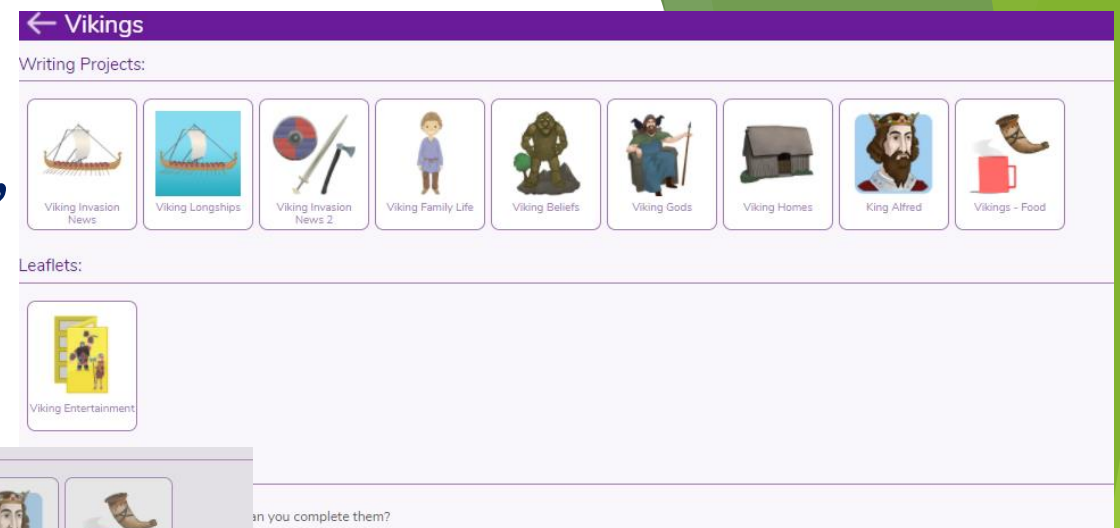 ← Vikings
Writing Projects:
Viking Invasion News
Viking Longships
Viking Invasion News 2
Viking Family Life
Viking Beliefs
Viking Gods
Viking Homes
King Alfred
Vikings - Food
Leaflets:
Viking Entertainment
you complete them?